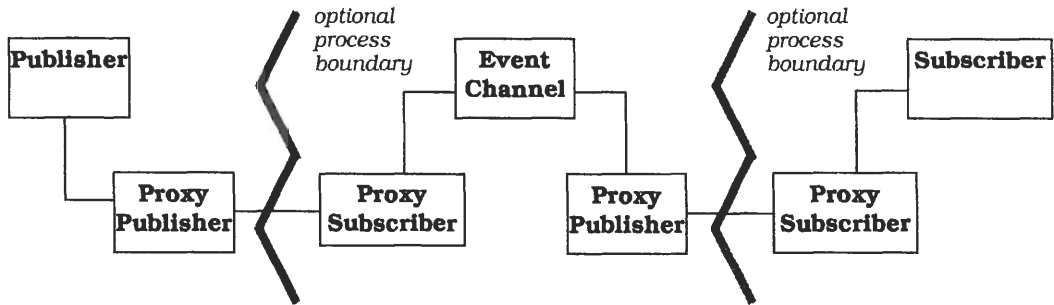 Publisher
optional
process
boundary
Event
Channel
optional
process
boundary
Subscriber
Proxy
Publisher
Proxy
Subscriber
Proxy
Publisher
Proxy
Subscriber